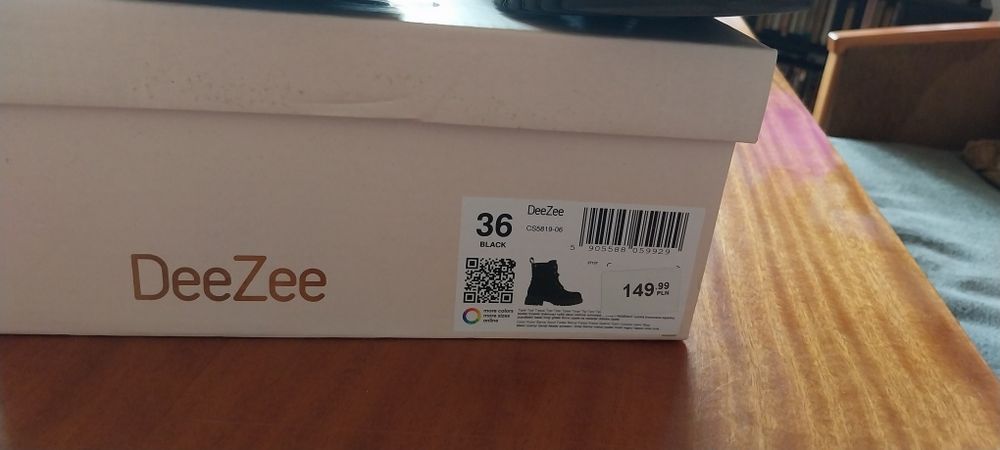 DeeZee
36
BLACK
DeeZee
CS5819-06
5 905588 059929
149,99
PLN
more colors
more sizes
online